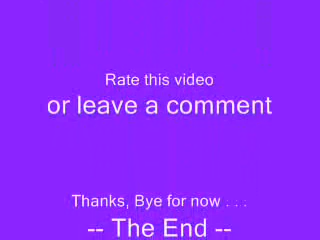 Rate this video
or leave a comment
Thanks, Bye for now . . .
-- The End --